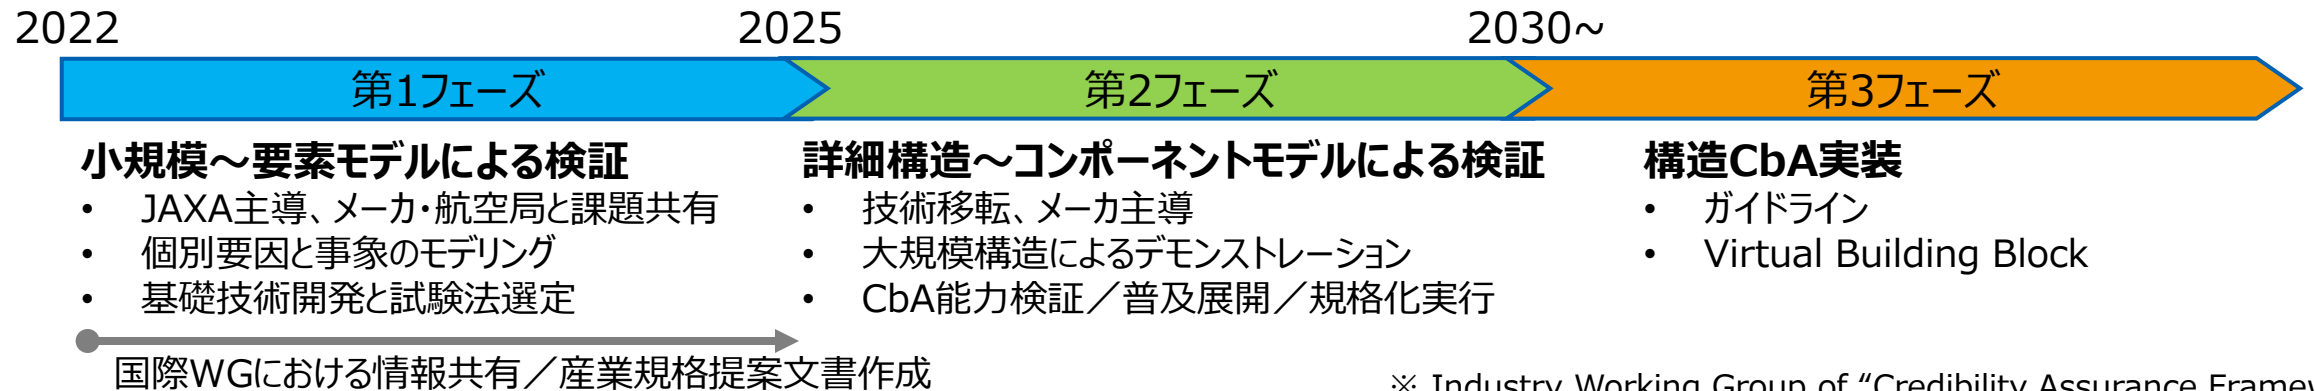 2022 2025 2030~
第1フェーズ 第2フェーズ 第3フェーズ
小規模～要素モデルによる検証
• JAXA主導、メーカ・航空局と課題共有
• 個別要因と事象のモデリング
• 基礎技術開発と試験法選定
国際WGにおける情報共有／産業規格提案文書作成
詳細構造～コンポーネントモデルによる検証
• 技術移転、メーカ主導
• 大規模構造によるデモンストレーション
• CbA能力検証／普及展開／規格化実行
構造CbA実装
• ガイドライン
• Virtual Building Block
※ Industry Working Group of “Credibility Assurance